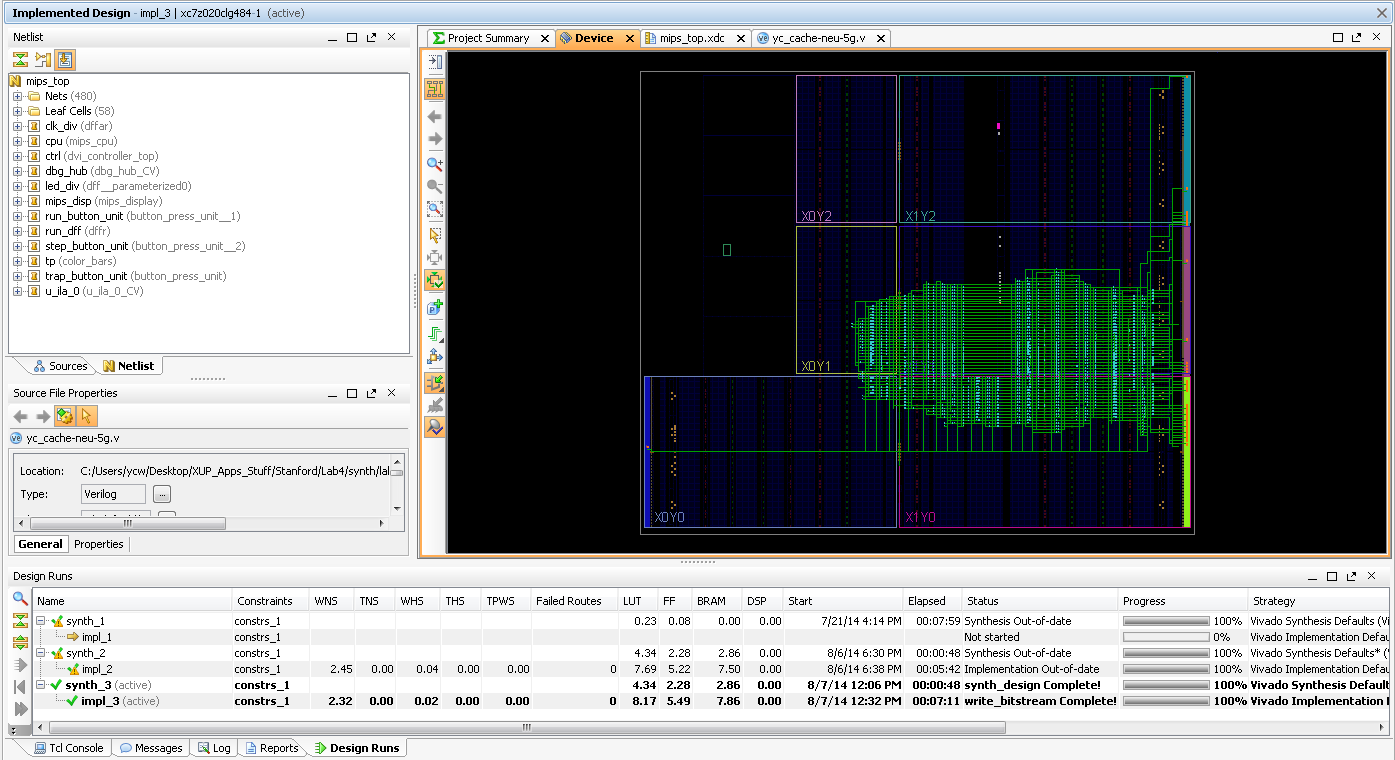 Implemented Design - impl_3 | xc7z020clg484-1 (active)
Netlist
mips_top
Nets (480)
Leaf Cells (58)
clk_div (dffar)
cpu (mips_cpu)
ctrl (dvi_controller_top)
dbg_hub (dbg_hub_CV)
led_div (dff__parameterized0)
mips_disp (mips_display)
run_button_unit (button_press_unit__1)
run_dff (dffr)
step_button_unit (button_press_unit__2)
tp (color_bars)
trap_button_unit (button_press_unit)
u_ila_0 (u_ila_0_CV)
Sources Netlist
Source File Properties
yc_cache-neu-5g.v
Location: C:/Users/ycw/Desktop/XUP_Apps_Stuff/Stanford/Lab4/synth/la
Type: Verilog ...
General Properties
Project Summary Device mips_top.xdc yc_cache-neu-5g.v
X0Y2 X1Y2
X0Y1
X0Y0 X1Y0
Design Runs
Name Constraints WNS TNS WHS THS TPWS Failed Routes LUT FF BRAM DSP Start Elapsed Status Progress Strategy
synth_1 constrs_1 0.23 0.08 0.00 0.00 7/21/14 4:14 PM 00:07:59 Synthesis Out-of-date 100% Vivado Synthesis Defaults (Vi
impl_1 constrs_1 Not started 0% Vivado Implementation Defau
synth_2 constrs_1 4.34 2.28 2.86 0.00 8/6/14 6:30 PM 00:00:48 Synthesis Out-of-date 100% Vivado Synthesis Defaults* (
impl_2 constrs_1 2.45 0.00 0.04 0.00 0 7.69 5.22 7.50 0.00 8/6/14 6:38 PM 00:05:42 Implementation Out-of-date 100% Vivado Implementation Defau
synth_3 (active) constrs_1 4.34 2.28 2.86 0.00 8/7/14 12:06 PM 00:00:48 synth_design Complete! 100% Vivado Synthesis Default
impl_3 (active) constrs_1 2.32 0.00 0.02 0.00 0 8.17 5.49 7.86 0.00 8/7/14 12:32 PM 00:07:11 write_bitstream Complete! 100% Vivado Implementation
Tcl Console Messages Log Reports Design Runs